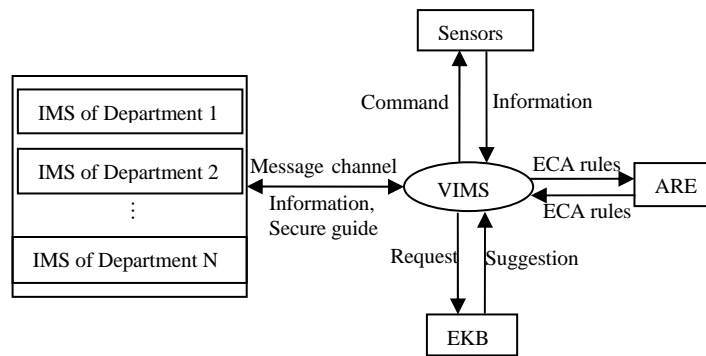 Sensors
IMS of Department 1
Command
Information
IMS of Department 2
Message channel
ECA rules
VIMS
ARE
⋮
Information,
Secure guide
ECA rules
IMS of Department N
Request
Suggestion
EKB